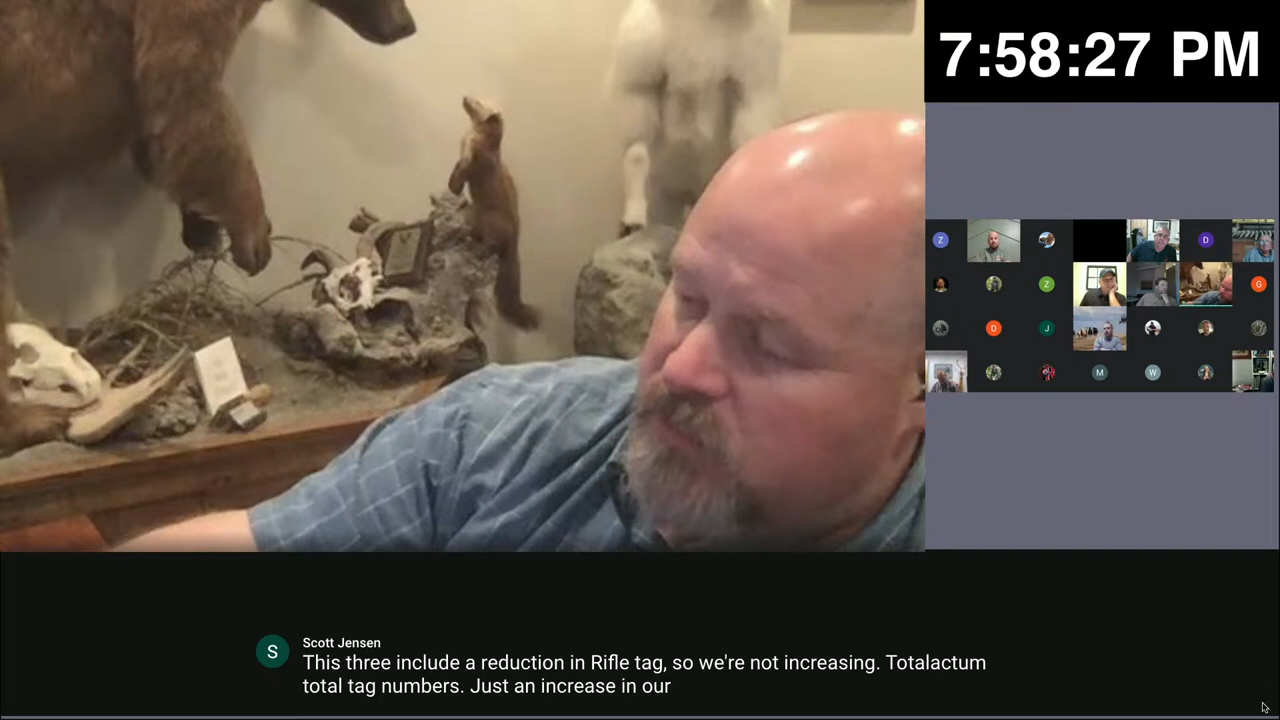 7:58:27 PM
Z
D
Z
G
D
J
M
W
S
Scott Jensen
This three include a reduction in Rifle tag, so we're not increasing. Totalactum
total tag numbers. Just an increase in our